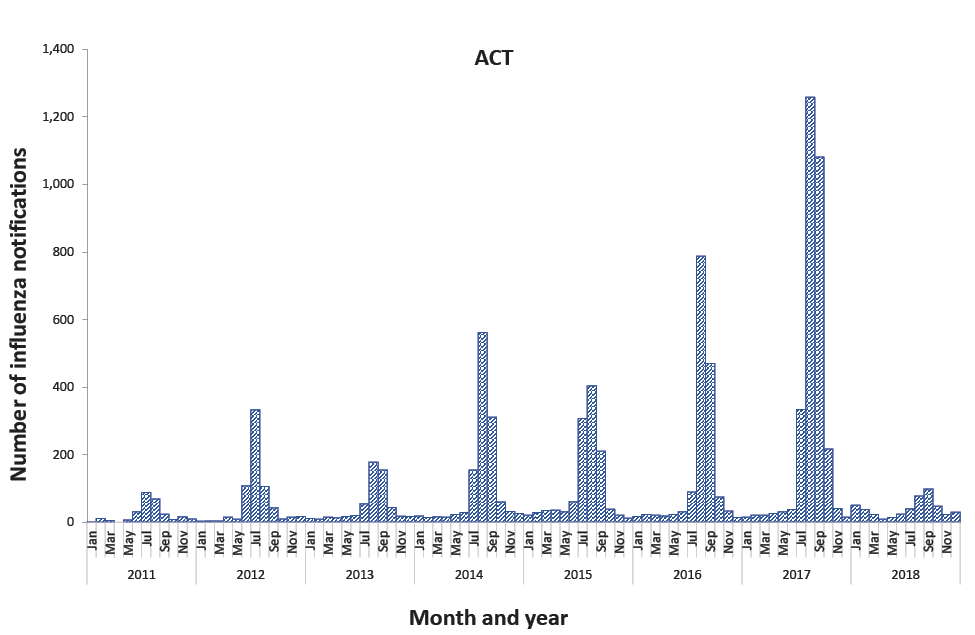 ACT
1,400
1,200
1,000
800
600
400
200
0
Number of influenza notifications
Jan Mar May Jul Sep Nov Jan Mar May Jul Sep Nov Jan Mar May Jul Sep Nov Jan Mar May Jul Sep Nov Jan Mar May Jul Sep Nov Jan Mar May Jul Sep Nov Jan Mar May Jul Sep Nov Jan Mar May Jul Sep Nov
2011 2012 2013 2014 2015 2016 2017 2018
Month and year